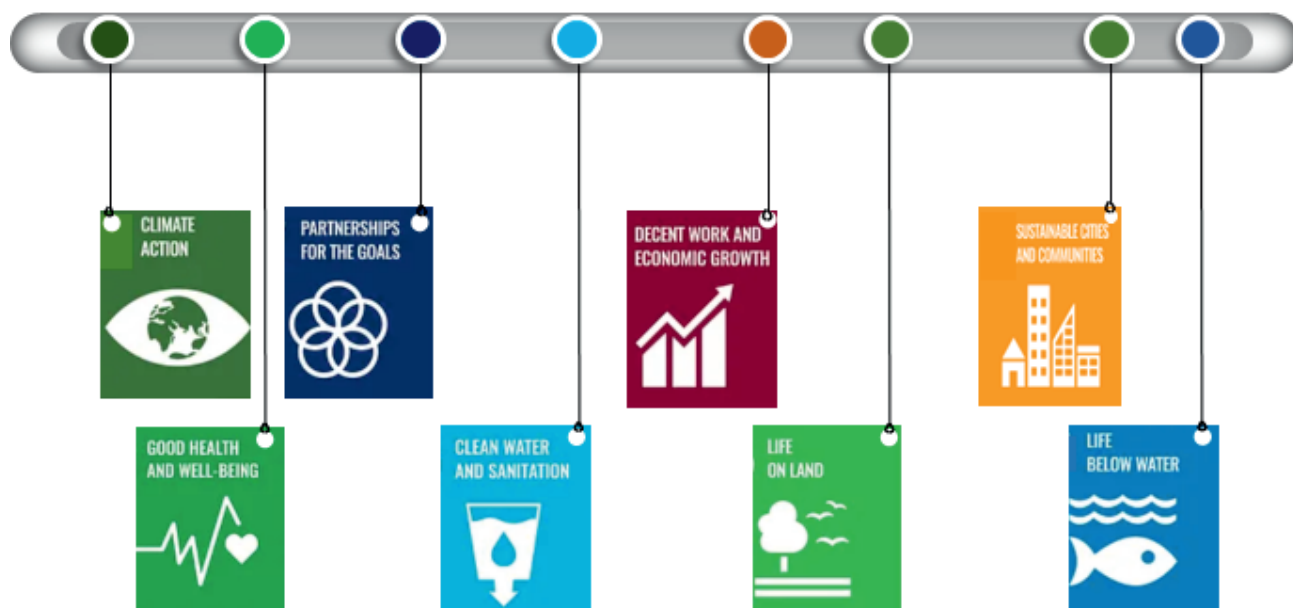 CLIMATE
ACTION
PARTNERSHIPS
FOR THE GOALS
DECENT WORK AND
ECONOMIC GROWTH
SUSTAINABLE CITIES
AND COMMUNITIES
GOOD HEALTH
AND WELL-BEING
CLEAN WATER
AND SANITATION
LIFE
ON LAND
LIFE
BELOW WATER